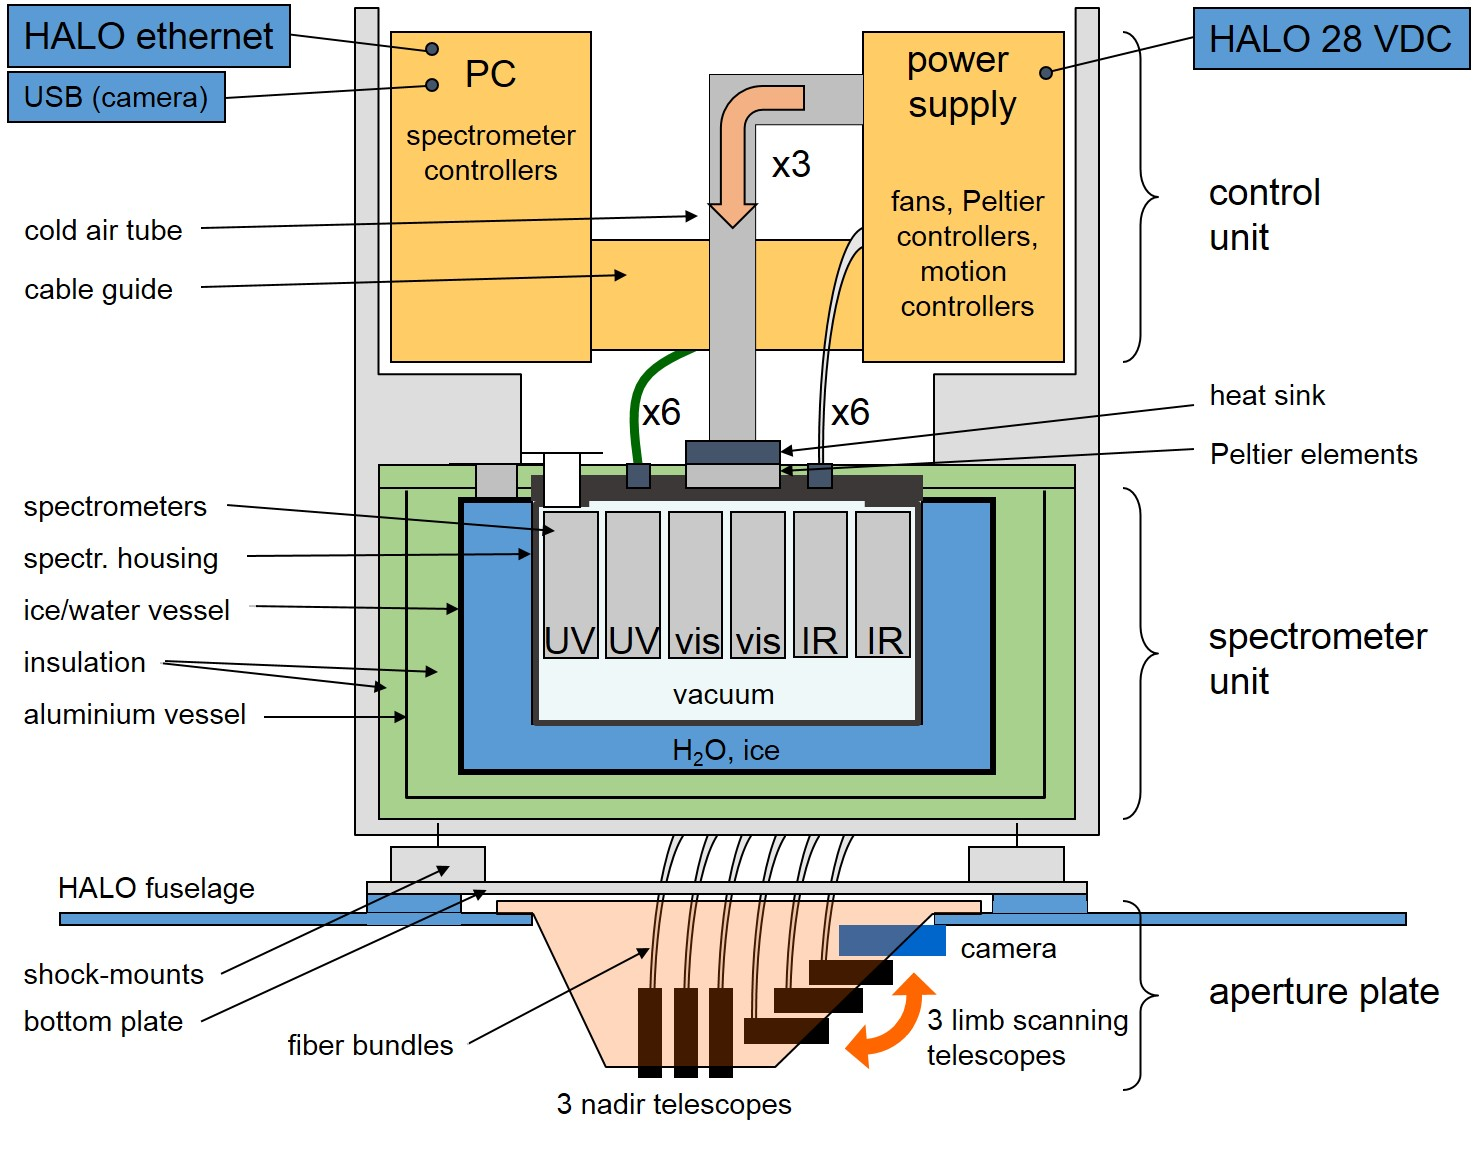 HALO ethernet
USB (camera)
PC
spectrometer
controllers
power
supply
fans, Peltier
controllers,
motion
controllers
HALO 28 VDC
x3
control
unit
cold air tube
cable guide
x6
x6
heat sink
Peltier elements
spectrometers
spectr. housing
ice/water vessel
insulation
aluminium vessel
UV UV vis vis IR IR
vacuum
H₂O, ice
spectrometer
unit
HALO fuselage
shock-mounts
bottom plate
fiber bundles
camera
3 limb scanning
telescopes
aperture plate
3 nadir telescopes